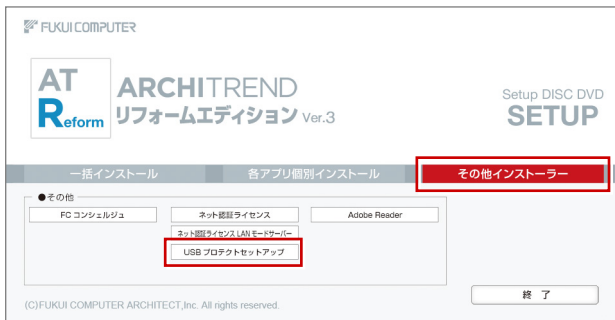 FUKUI COMPUTER
AT
Reform
ARCHITREND
リフォームエディション Ver.3
Setup DISC DVD
SETUP
一括インストール
各アプリ個別インストール
その他インストーラー
●その他
FC コンシェルジュ
ネット認証ライセンス
Adobe Reader
ネット認証ライセンス LAN モードサーバー
USB プロテクトセットアップ
(C)FUKUI COMPUTER ARCHITECT,Inc. All rights reserved.
終 了